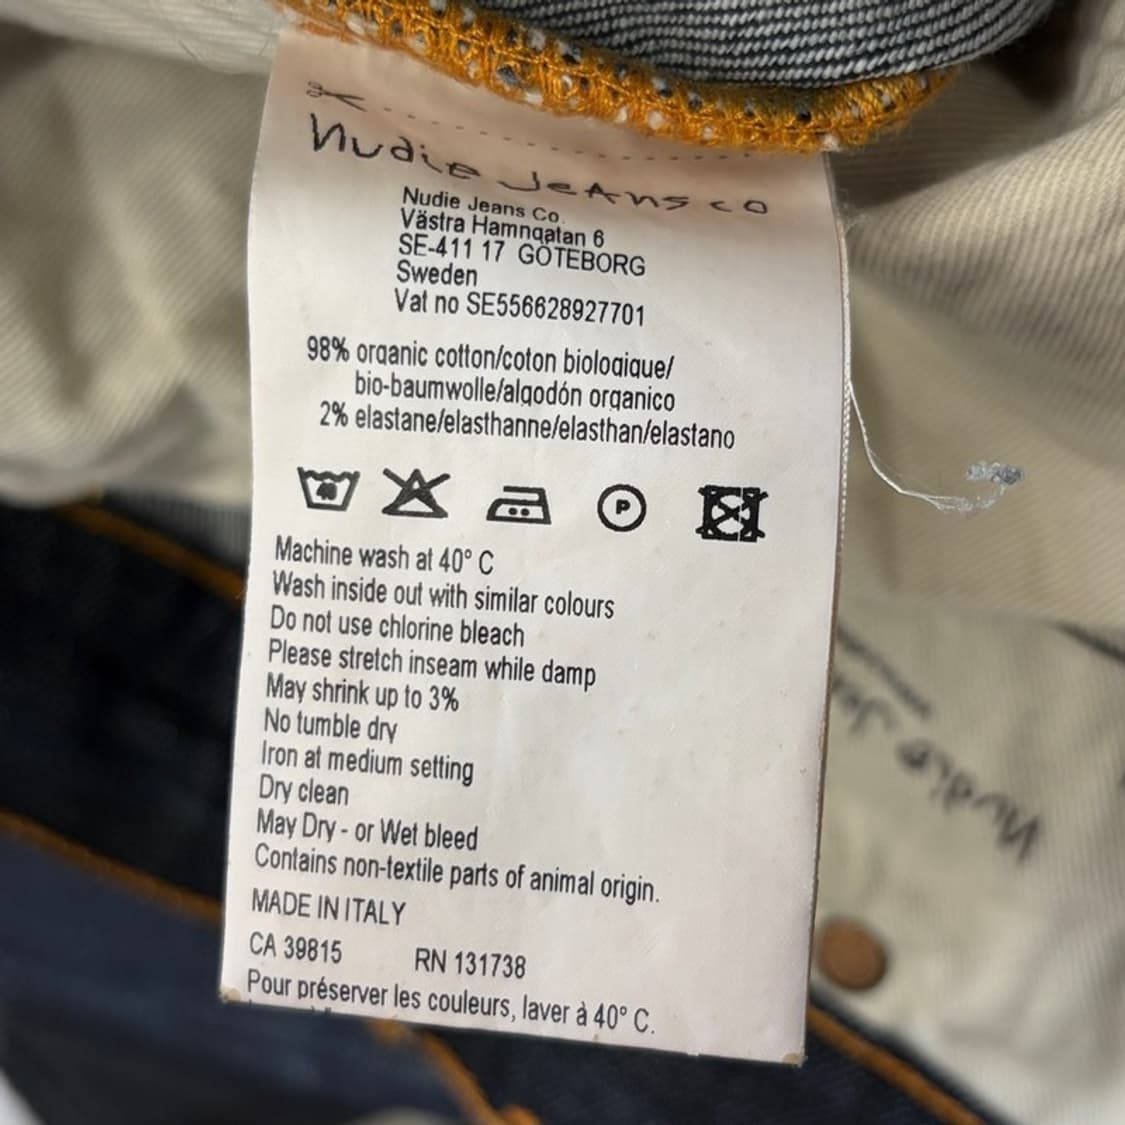 Nudie Jeans co
Nudie Jeans Co.
Västra Hamngatan 6
SE-411 17 GÖTEBORG
Sweden
Vat no SE556628927701
98% organic cotton/coton biologique/
bio-baumwolle/algodón organico
2% elastane/elasthanne/elasthan/elastano
40
P
Machine wash at 40° C
Wash inside out with similar colours
Do not use chlorine bleach
Please stretch inseam while damp
May shrink up to 3%
No tumble dry
Iron at medium setting
Dry clean
May Dry - or Wet bleed
Contains non-textile parts of animal origin.
MADE IN ITALY
CA 39815 RN 131738
Pour préserver les couleurs, laver à 40° C.
Nudie Je